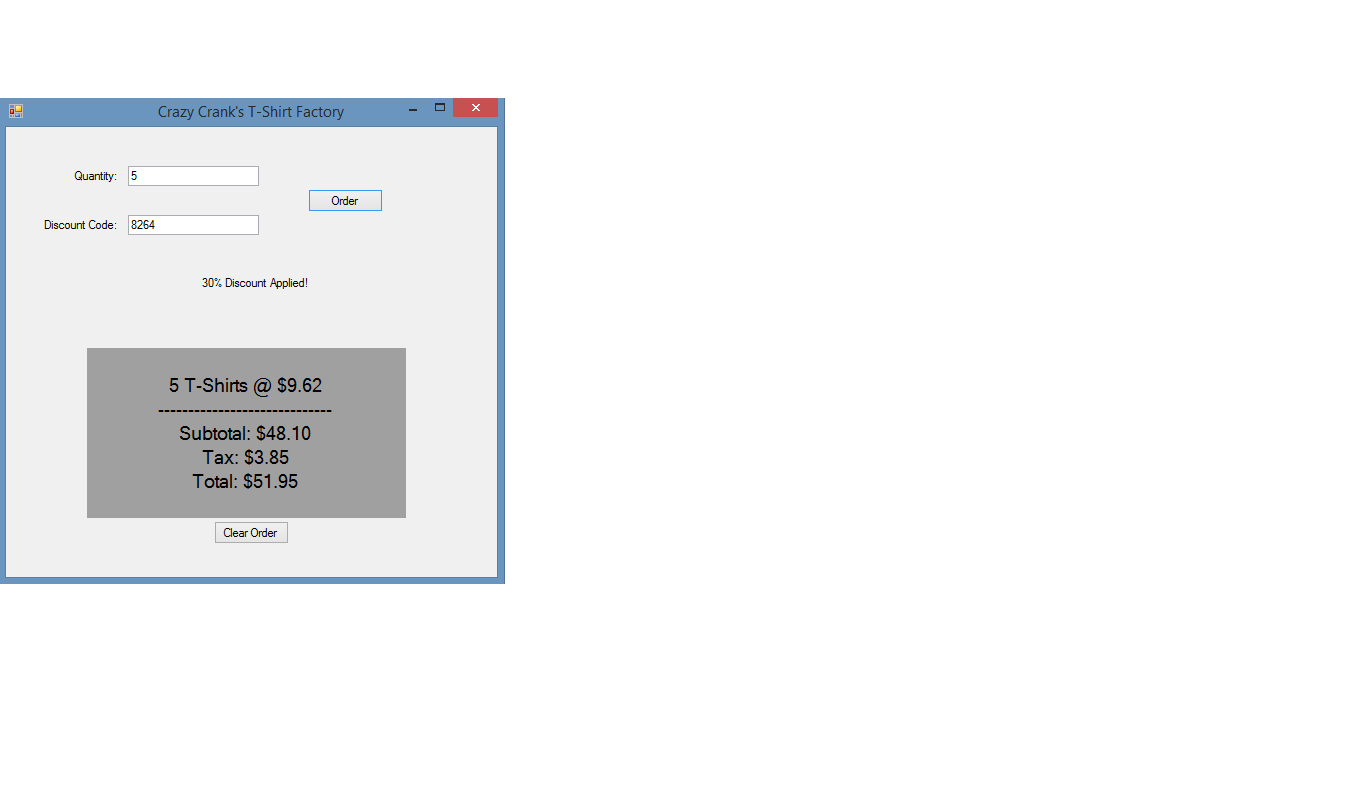 Crazy Crank's T-Shirt Factory
Quantity: 5
Order
Discount Code: 8264
30% Discount Applied!
5 T-Shirts @ $9.62
-----------------------------
Subtotal: $48.10
Tax: $3.85
Total: $51.95
Clear Order